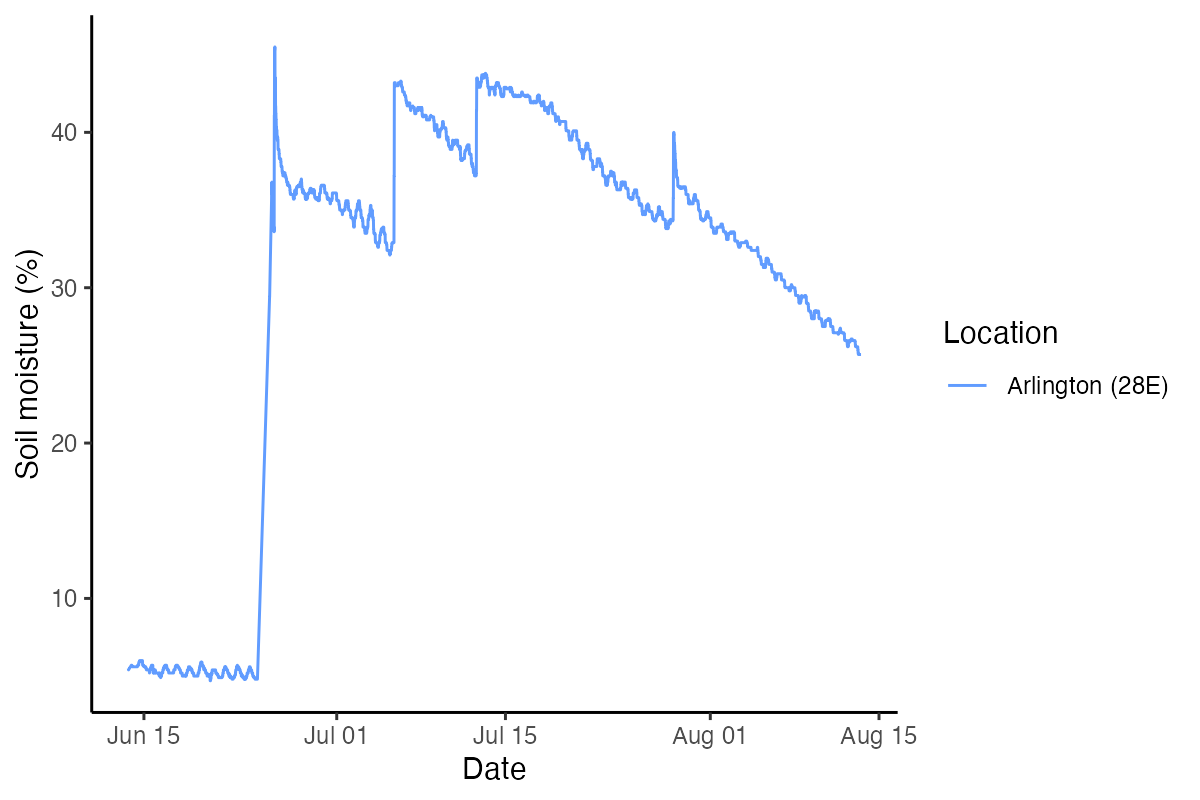 Soil moisture (%)
40
30
20
10
Jun 15
Jul 01
Jul 15
Aug 01
Aug 15
Date
Location
Arlington (28E)